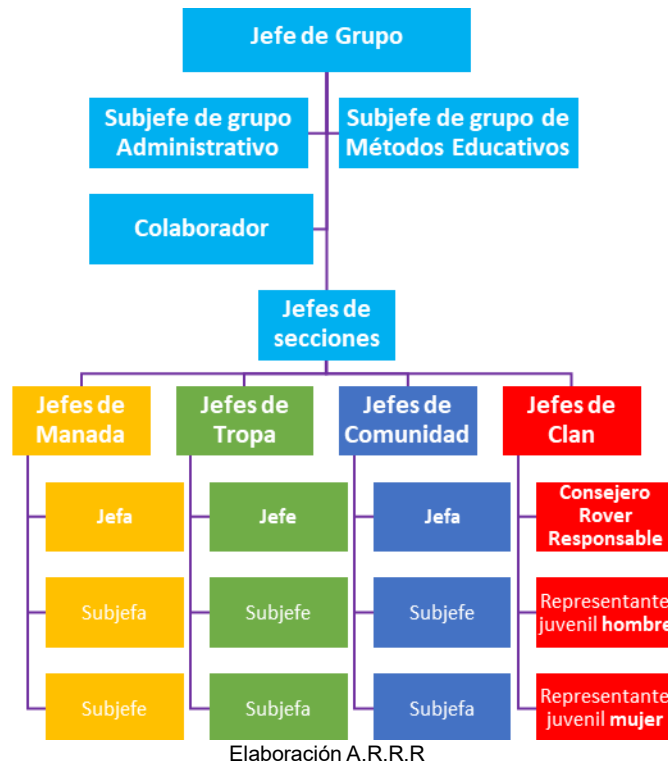 Jefe de Grupo
Subjefe de grupo
Administrativo
Subjefe de grupo de
Métodos Educativos
Colaborador
Jefes de
secciones
Jefes de
Manada
Jefes de
Tropa
Jefes de
Comunidad
Jefes de
Clan
Jefa
Jefe
Jefa
Consejero
Rover
Responsable
Subjefa
Subjefe
Subjefe
Representante
juvenil hombre
Subjefe
Subjefa
Subjefa
Representante
juvenil mujer
Elaboración A.R.R.R